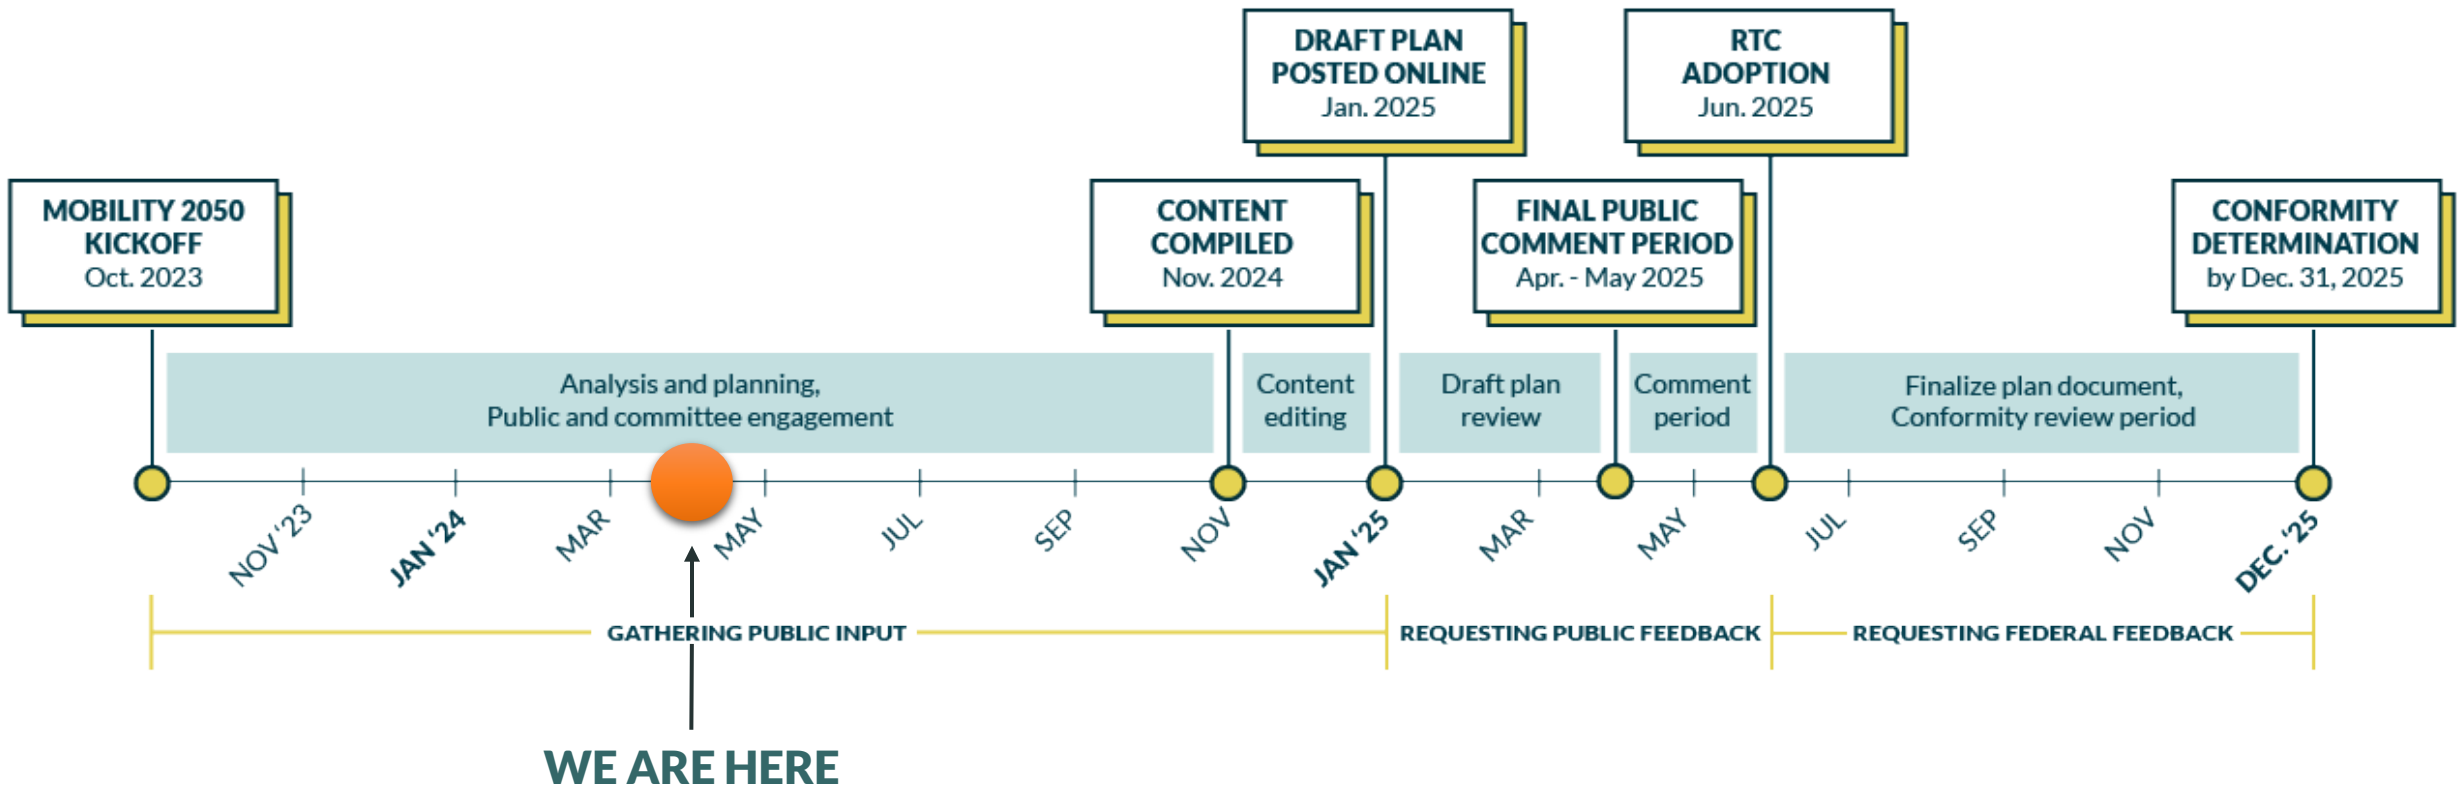 DRAFT PLAN
POSTED ONLINE
Jan. 2025
RTC
ADOPTION
Jun. 2025
MOBILITY 2050
KICKOFF
Oct. 2023
CONTENT
COMPILED
Nov. 2024
FINAL PUBLIC
COMMENT PERIOD
Apr. - May 2025
CONFORMITY
DETERMINATION
by Dec. 31, 2025
Analysis and planning,
Public and committee engagement
Content
editing
Draft plan
review
Comment
period
Finalize plan document,
Conformity review period
NOV ‘23
JAN ‘24
MAR
MAY
JUL
SEP
NOV
JAN ‘25
MAR
MAY
JUL
SEP
NOV
DEC. ‘25
GATHERING PUBLIC INPUT
REQUESTING PUBLIC FEEDBACK
REQUESTING FEDERAL FEEDBACK
WE ARE HERE